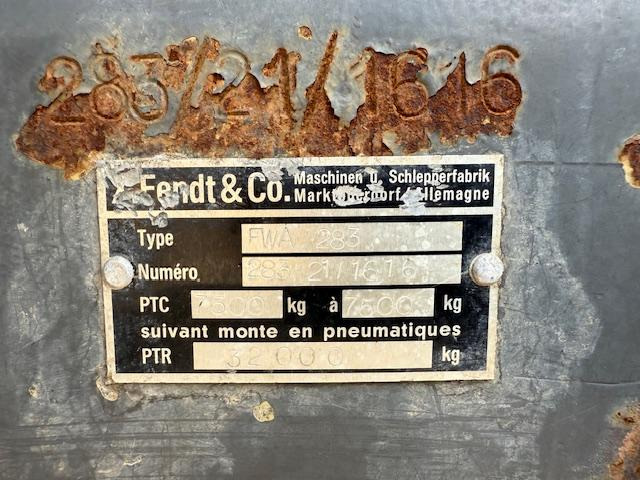 283/21/1616
X. Fendt & Co. Maschinen u. Schlepperfabrik
Marktoberdorf/Allemagne
Type FWA 283
Numéro 283 21/1616
PTC 7500 kg à 7500 kg
suivant monte en pneumatiques
PTR 32000 kg